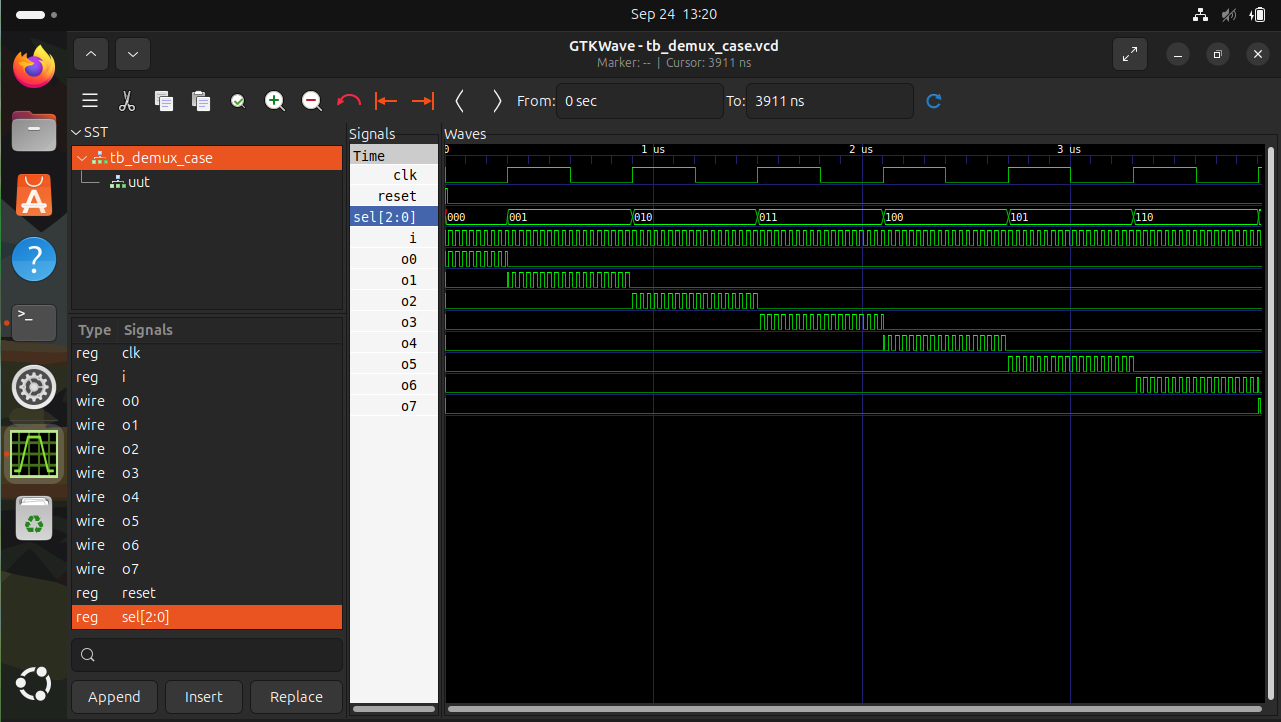 Sep 24 13:20
GTKWave - tb_demux_case.vcd
Marker: -- | Cursor: 3911 ns
From: 0 sec To: 3911 ns
SST
tb_demux_case
uut
Type Signals
reg clk
reg i
wire o0
wire o1
wire o2
wire o3
wire o4
wire o5
wire o6
wire o7
reg reset
reg sel[2:0]
Append Insert Replace
Signals
Time
clk
reset
sel[2:0]
i
o0
o1
o2
o3
o4
o5
o6
o7
Waves
0 1 us 2 us 3 us
000 001 010 011 100 101 110